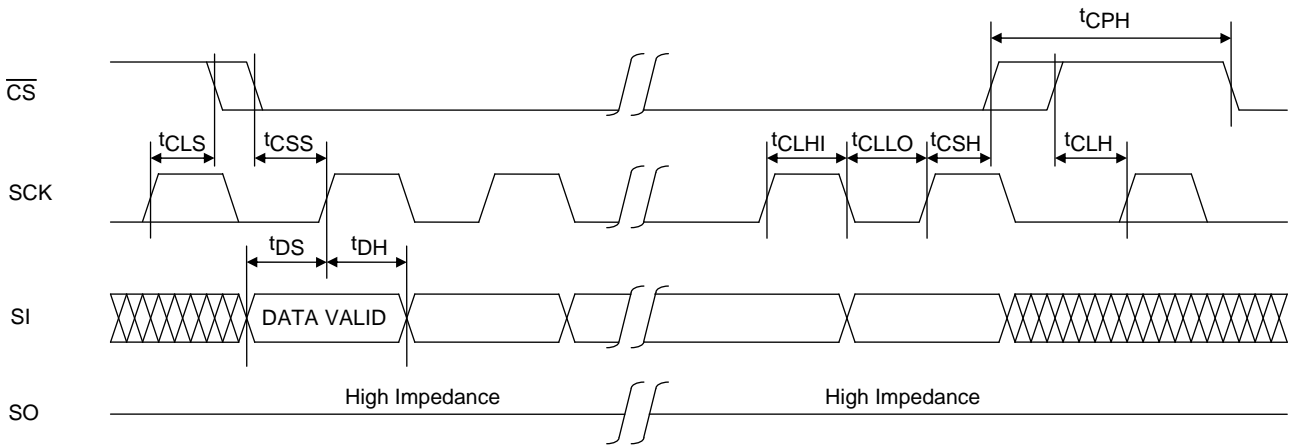 tCPH
CS
tCLS
tCSS
tCLHI
tCLLO
tCSH
tCLH
SCK
tDS
tDH
SI
DATA VALID
High Impedance
High Impedance
SO